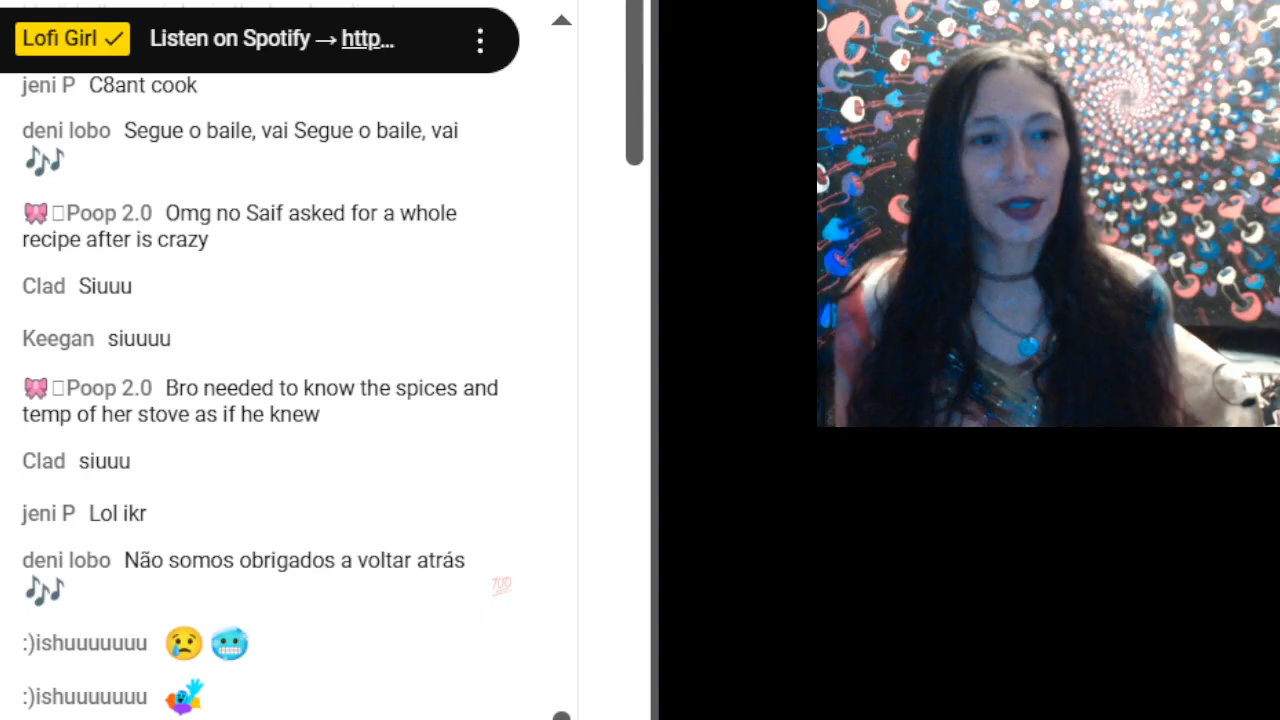 Lofi Girl Listen on Spotify → http...
jeni P C8ant cook
deni lobo Segue o baile, vai Segue o baile, vai
🎶
🎀 Poop 2.0 Omg no Saif asked for a whole
recipe after is crazy
Clad Siuuu
Keegan siuuuu
🎀 Poop 2.0 Bro needed to know the spices and
temp of her stove as if he knew
Clad siuuu
jeni P Lol ikr
deni lobo Não somos obrigados a voltar atrás
🎶 💯
:)ishuuuuuuu 😢 🥶
:)ishuuuuuuu